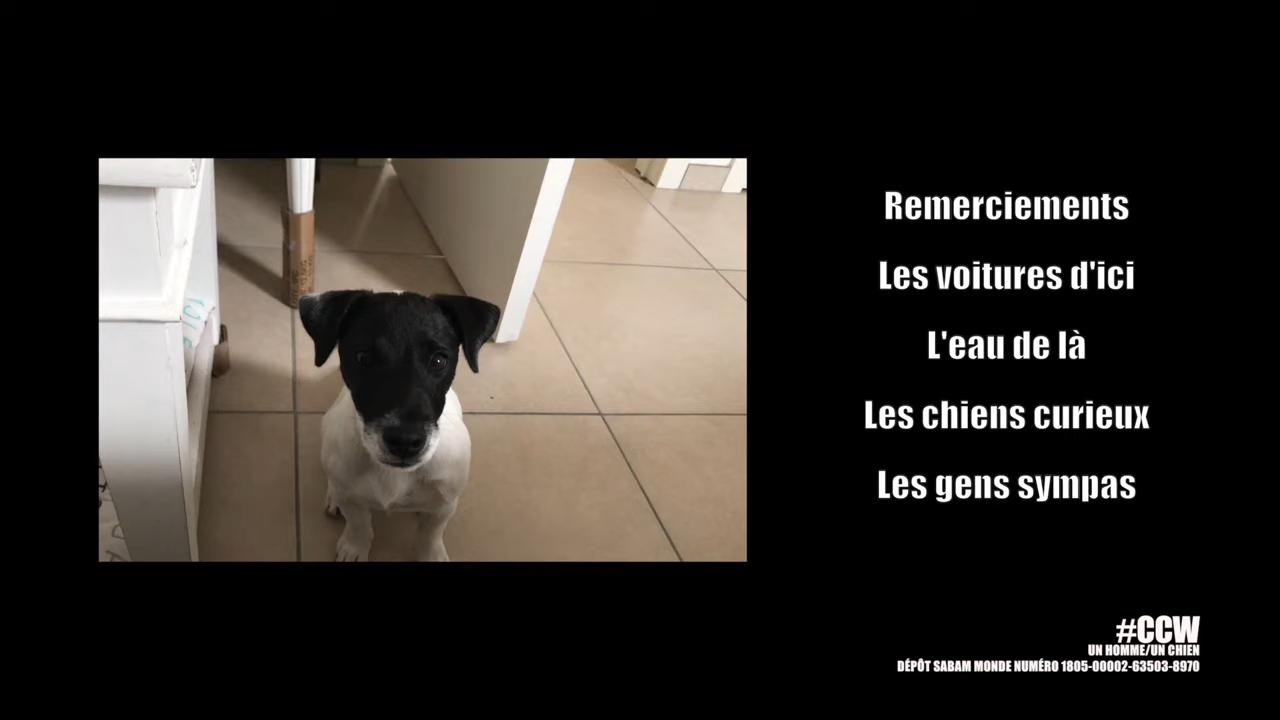 Remerciements
Les voitures d'ici
L'eau de là
Les chiens curieux
Les gens sympas
#CCW
UN HOMME/UN CHIEN
DÉPÔT SABAM MONDE NUMÉRO 1805-00002-63503-8970